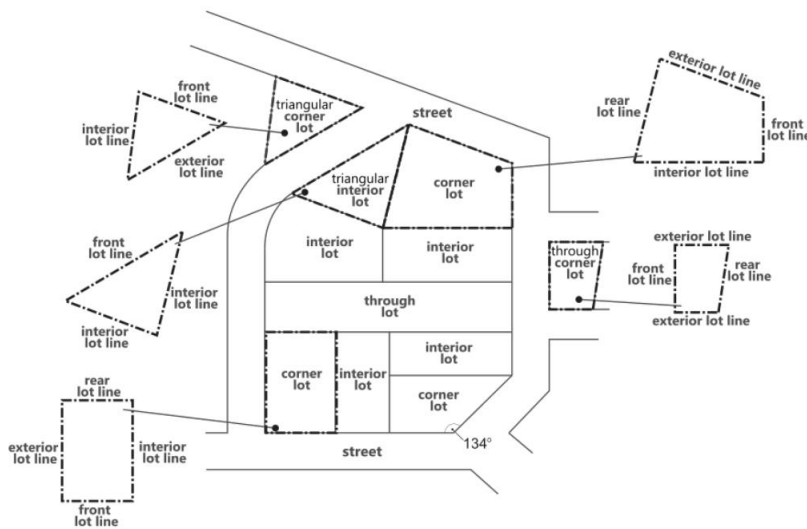 exterior lot line
rear
lot line
front
lot line
interior lot line
front
lot line
interior
lot line
exterior
lot line
triangular
corner
lot
street
triangular
interior
lot
corner
lot
front
lot line
interior
lot line
interior
lot line
interior
lot
interior
lot
through
corner
lot
exterior lot line
front
lot line
rear
lot line
exterior lot line
through
lot
corner
lot
interior
lot
interior
lot
corner
lot
134°
street
rear
lot line
exterior
lot line
interior
lot line
front
lot line